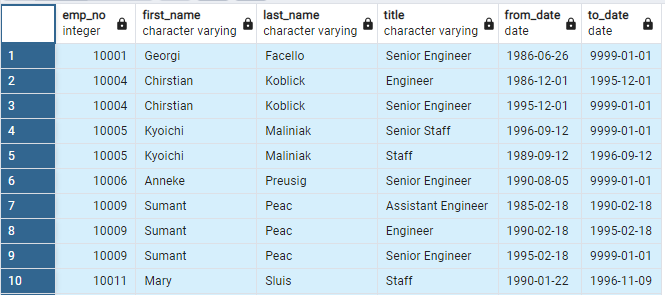 emp_no first_name last_name title from_date to_date
integer character varying character varying character varying date date
1 10001 Georgi Facello Senior Engineer 1986-06-26 9999-01-01
2 10004 Chirstian Koblick Engineer 1986-12-01 1995-12-01
3 10004 Chirstian Koblick Senior Engineer 1995-12-01 9999-01-01
4 10005 Kyoichi Maliniak Senior Staff 1996-09-12 9999-01-01
5 10005 Kyoichi Maliniak Staff 1989-09-12 1996-09-12
6 10006 Anneke Preusig Senior Engineer 1990-08-05 9999-01-01
7 10009 Sumant Peac Assistant Engineer 1985-02-18 1990-02-18
8 10009 Sumant Peac Engineer 1990-02-18 1995-02-18
9 10009 Sumant Peac Senior Engineer 1995-02-18 9999-01-01
10 10011 Mary Sluis Staff 1990-01-22 1996-11-09